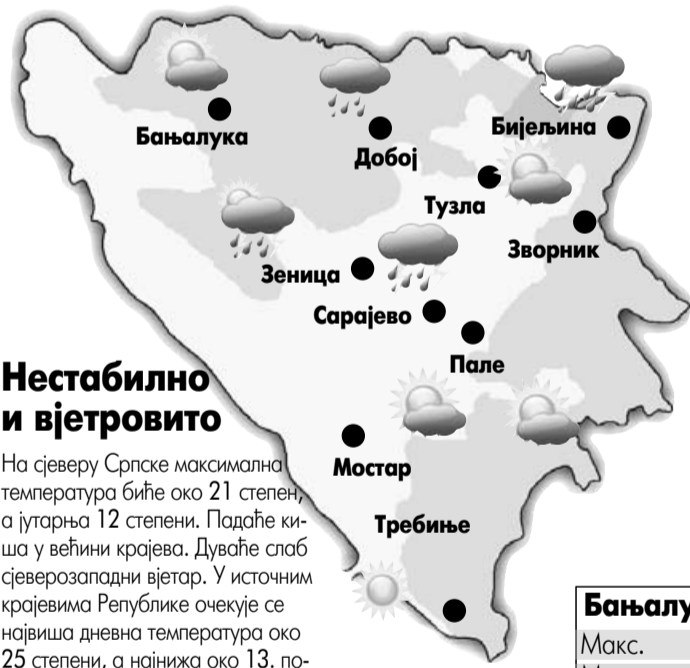 Бањалука
Добој
Бијељина
Тузла
Зворник
Зеница
Сарајево
Пале
Мостар
Требиње
Нестабилно
и вјетровито
На сјеверу Српске максимална
температура биће око 21 степен,
а јутарња 12 степени. Падаће ки-
ша у већини крајева. Дуваће слаб
сјеверозападни вјетар. У источним
крајевима Републике очекује се
највиша дневна температура око
25 степени, а најнижа око 13. по-
Бањалу
Макс.